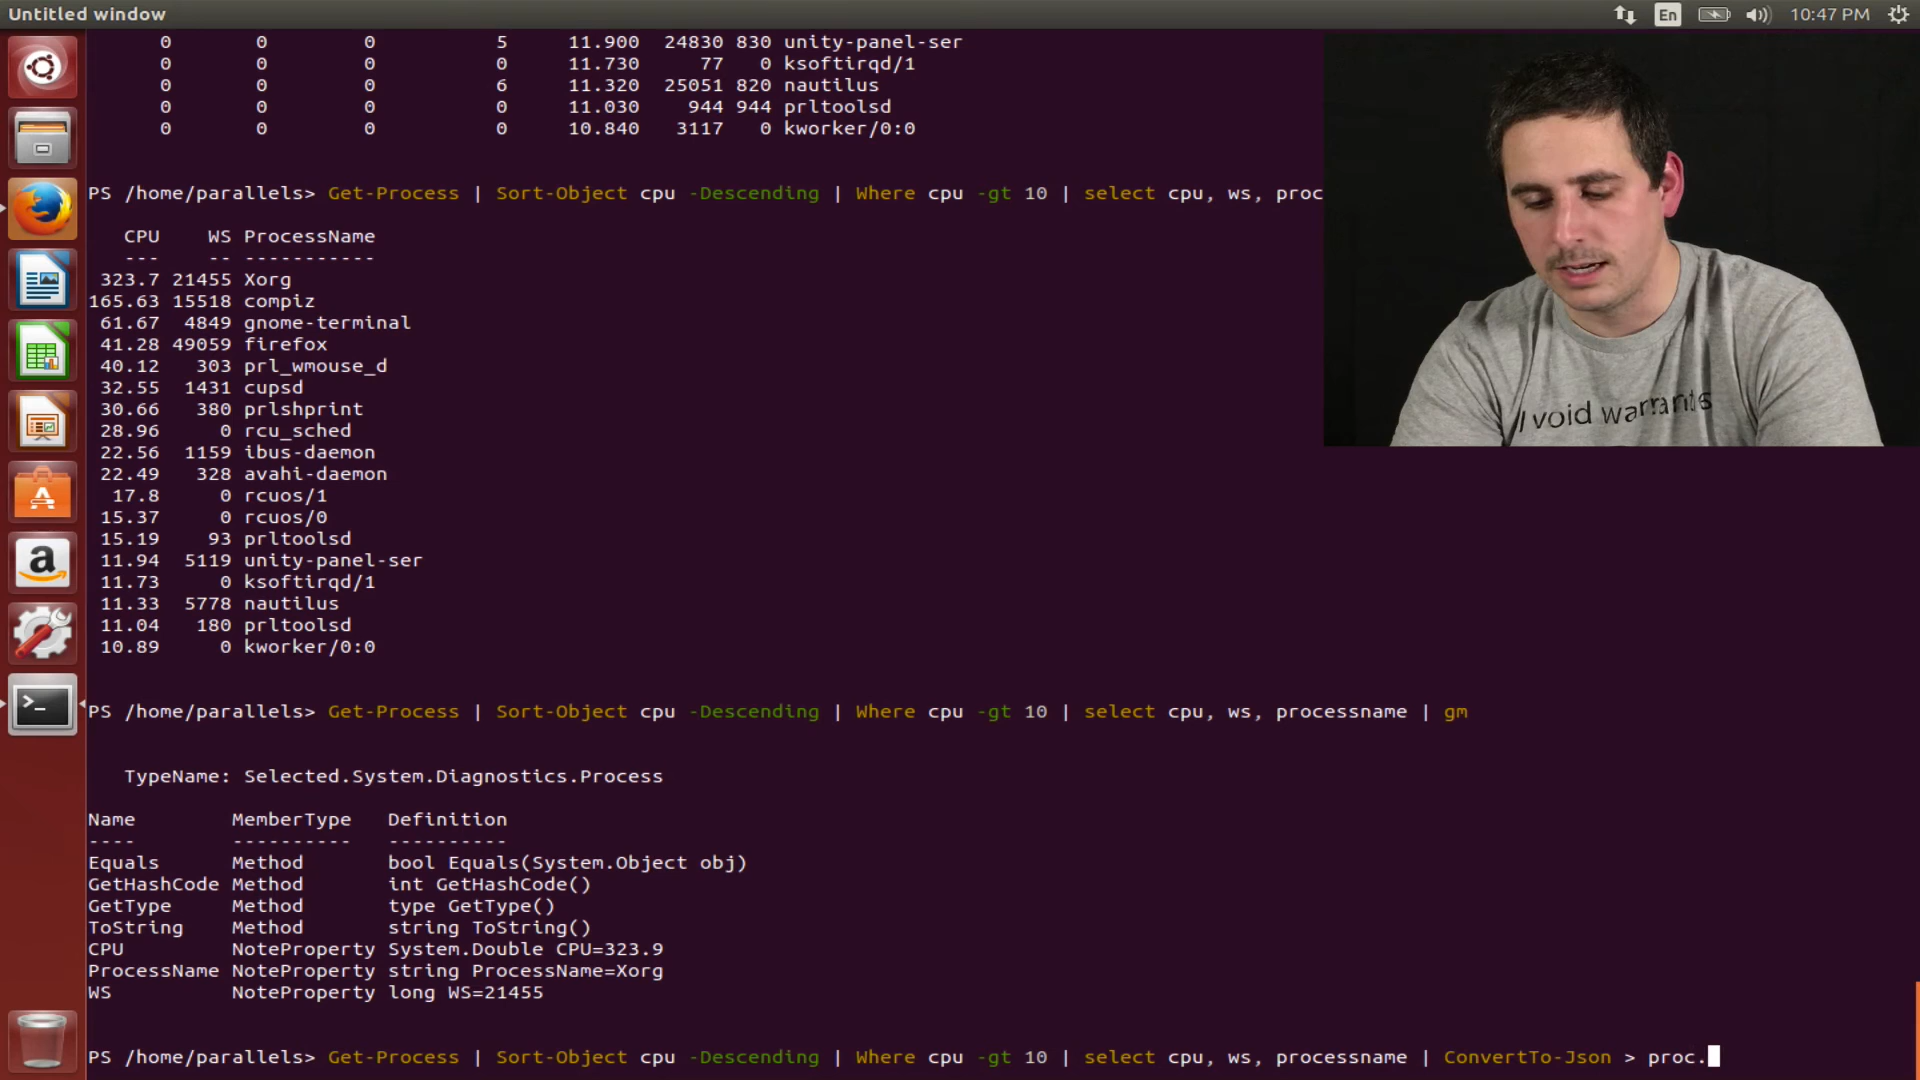 Untitled window
En
10:47 PM
0 0 0 5 11.900 24830 830 unity-panel-ser
0 0 0 0 11.730 77 0 ksoftirqd/1
0 0 0 6 11.320 25051 820 nautilus
0 0 0 0 11.030 944 944 prltoolsd
0 0 0 0 10.840 3117 0 kworker/0:0
PS /home/parallels> Get-Process | Sort-Object cpu -Descending | Where cpu -gt 10 | select cpu, ws, proc
CPU WS ProcessName
--- -- -----------
323.7 21455 Xorg
165.63 15518 compiz
61.67 4849 gnome-terminal
41.28 49059 firefox
40.12 303 prl_wmouse_d
32.55 1431 cupsd
30.66 380 prlshprint
28.96 0 rcu_sched
22.56 1159 ibus-daemon
22.49 328 avahi-daemon
17.8 0 rcuos/1
15.37 0 rcuos/0
15.19 93 prltoolsd
11.94 5119 unity-panel-ser
11.73 0 ksoftirqd/1
11.33 5778 nautilus
11.04 180 prltoolsd
10.89 0 kworker/0:0
I void warrants
PS /home/parallels> Get-Process | Sort-Object cpu -Descending | Where cpu -gt 10 | select cpu, ws, processname | gm
TypeName: Selected.System.Diagnostics.Process
Name MemberType Definition
---- ---------- ----------
Equals Method bool Equals(System.Object obj)
GetHashCode Method int GetHashCode()
GetType Method type GetType()
ToString Method string ToString()
CPU NoteProperty System.Double CPU=323.9
ProcessName NoteProperty string ProcessName=Xorg
WS NoteProperty long WS=21455
PS /home/parallels> Get-Process | Sort-Object cpu -Descending | Where cpu -gt 10 | select cpu, ws, processname | ConvertTo-Json > proc.